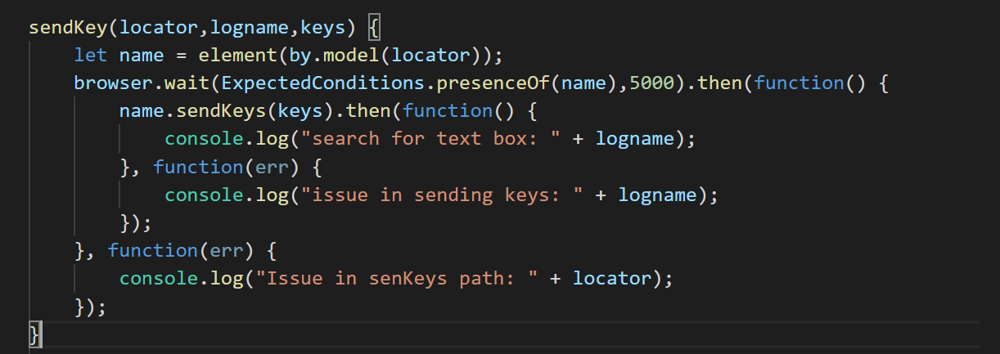 sendKey(locator,logname,keys) {
let name = element(by.model(locator));
browser.wait(ExpectedConditions.presenceOf(name),5000).then(function() {
name.sendKeys(keys).then(function() {
console.log("search for text box: " + logname);
}, function(err) {
console.log("issue in sending keys: " + logname);
});
}, function(err) {
console.log("Issue in senKeys path: " + locator);
});
}